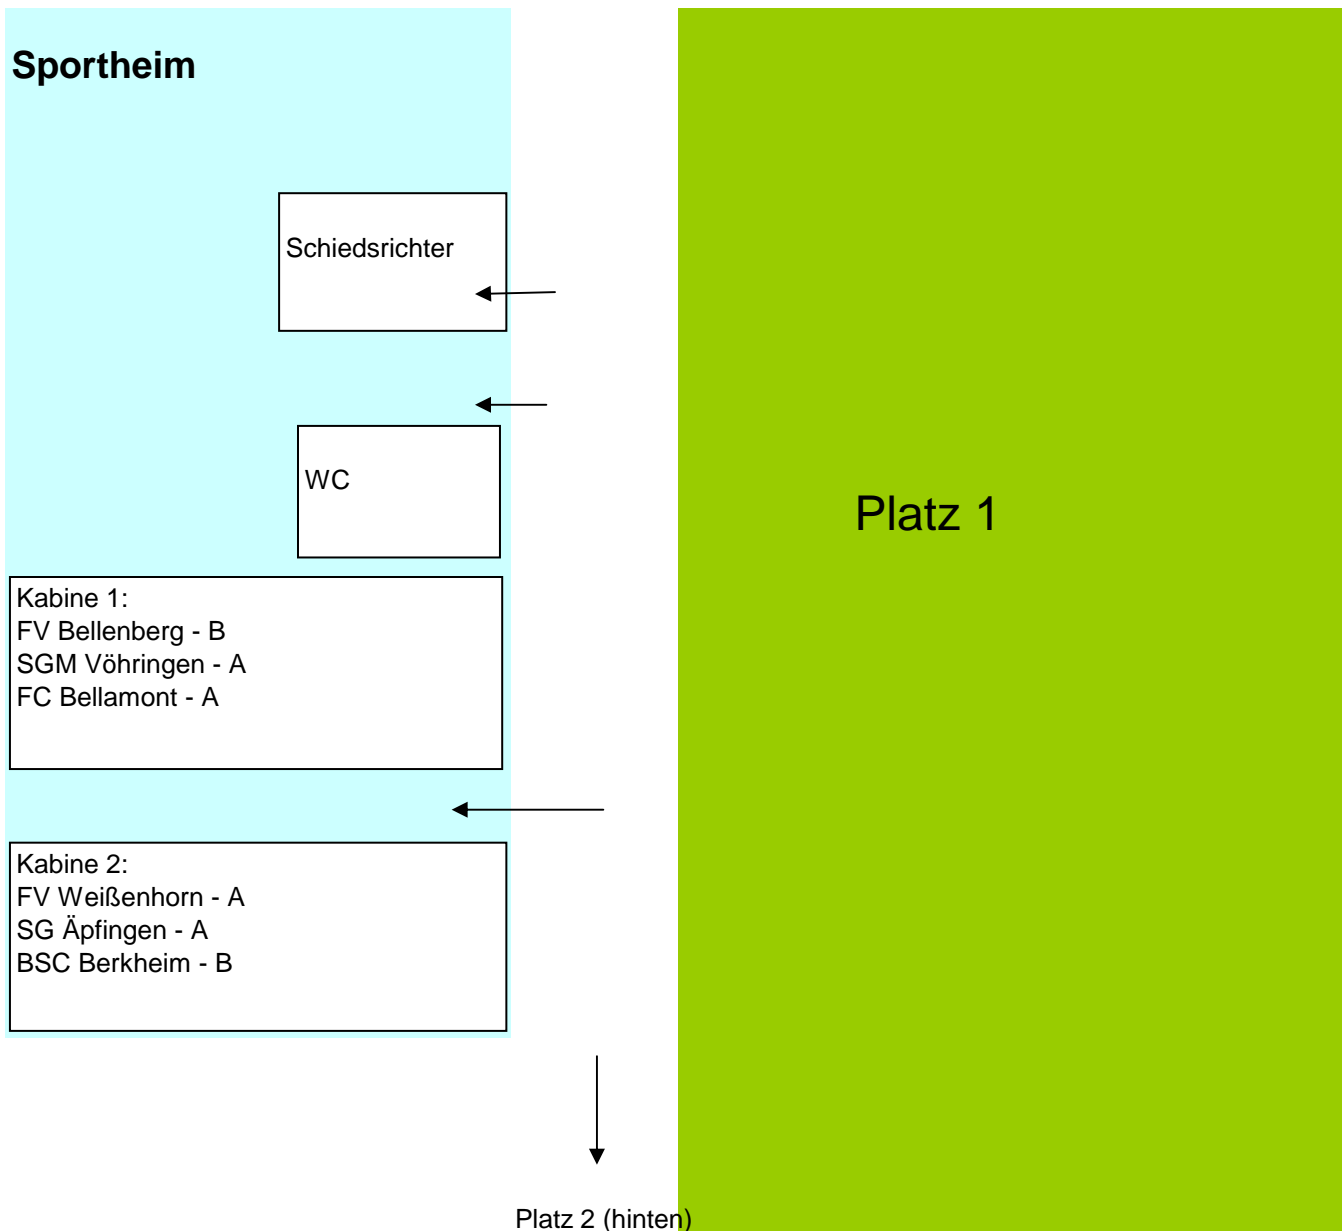 Sportheim
Schiedsrichter
WC
Platz 1
Kabine 1:
FV Bellenberg - B
SGM Vöhringen - A
FC Bellamont - A
Kabine 2:
FV Weißenhorn - A
SG Äpfingen - A
BSC Berkheim - B
Platz 2 (hinten)